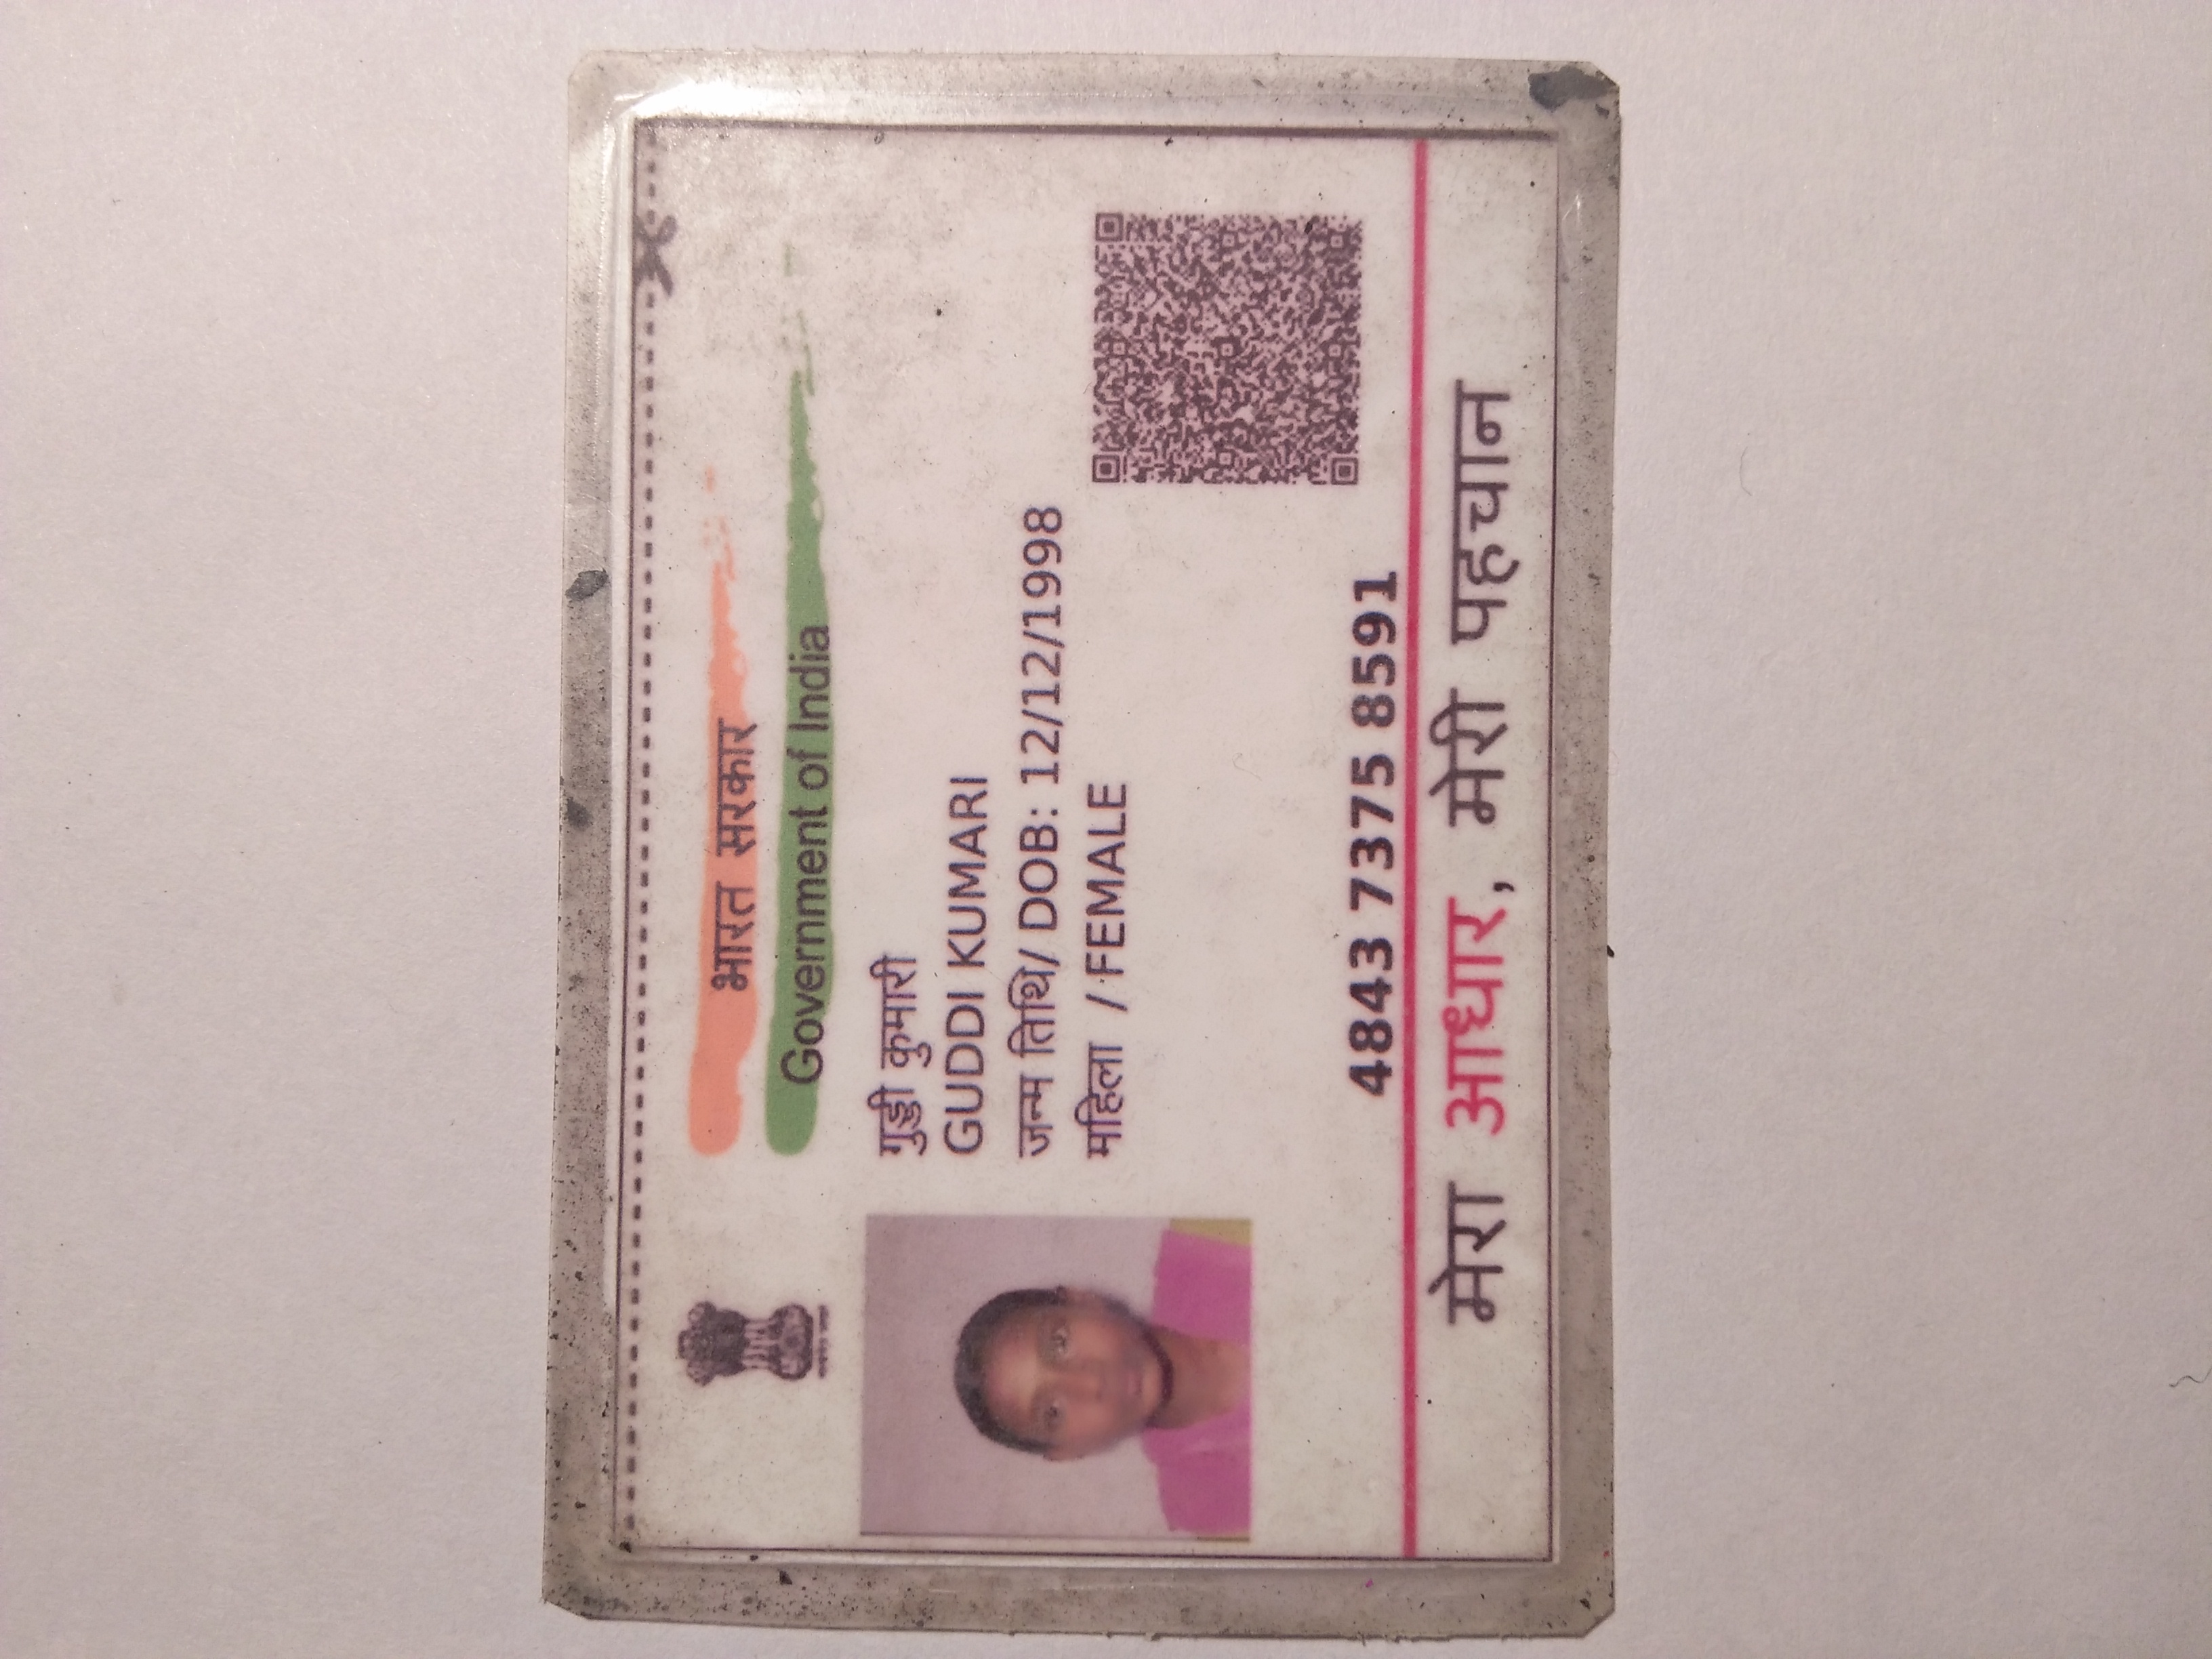 भारत सरकार
Government of India
गुड्डी कुमारी
GUDDI KUMARI
जन्म तिथि/ DOB: 12/12/1998
महिला / FEMALE
4843 7375 8591
मेरा आधार, मेरी पहचान